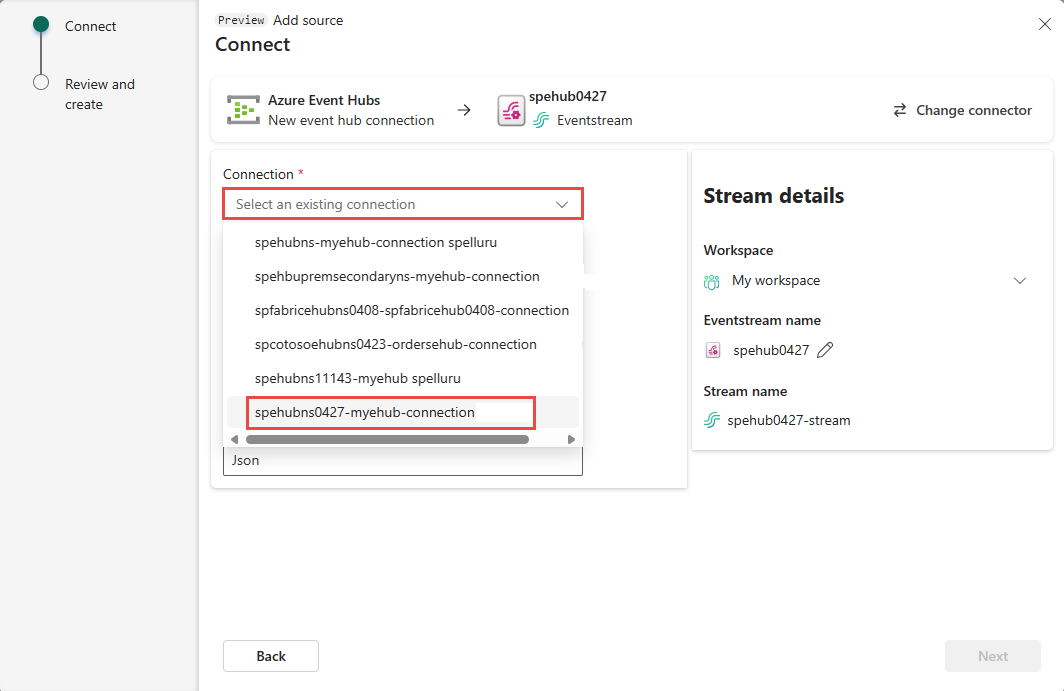 Connect
Review and
create
Preview Add source
Connect
Azure Event Hubs
New event hub connection
spehub0427
Eventstream
Change connector
Connection *
Select an existing connection
spehubns-myehub-connection spelluru
spehbupremsecondaryns-myehub-connection
spfabricehubns0408-spfabricehub0408-connection
spcotosoehubns0423-ordersehub-connection
spehubns11143-myehub spelluru
spehubns0427-myehub-connection
Json
Stream details
Workspace
My workspace
Eventstream name
spehub0427
Stream name
spehub0427-stream
Back
Next